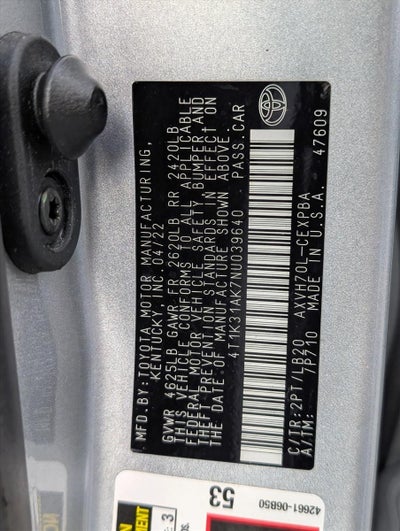 MFD.BY: TOYOTA MOTOR MANUFACTURING,
KENTUCKY, INC. 04/22
GVWR 4625LB GAWR FR 2620LB RR 2420LB
THIS VEHICLE CONFORMS TO ALL APPLICABLE
FEDERAL MOTOR VEHICLE SAFETY, BUMPER, AND
THEFT PREVENTION STANDARDS IN EFFECT ON
THE DATE OF MANUFACTURE SHOWN ABOVE.
4T1K31AK7NU039640 PASS.CAR
C/TR:2PT/LB20 AXVH70L-CEXPBA
A/TM: /P710 MADE IN U.S.A. 47609
42661-06B50
53